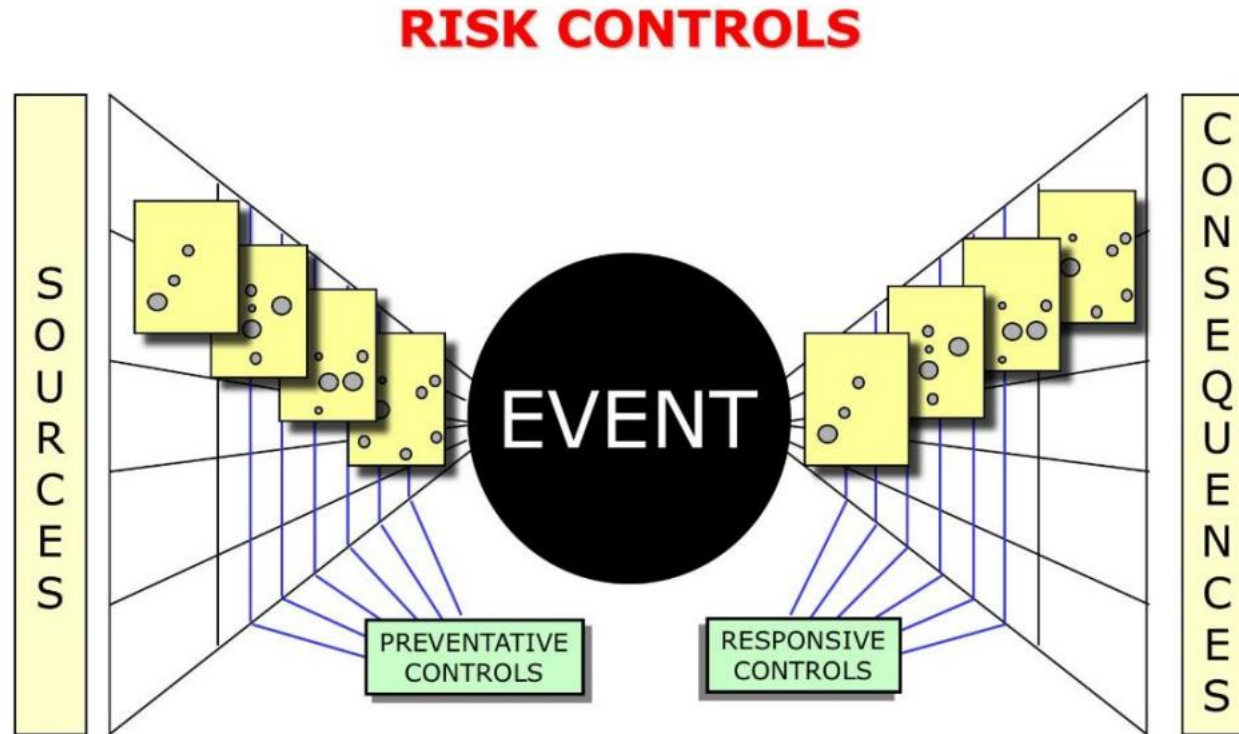 RISK CONTROLS
SOURCES
EVENT
CONSEQUENCES
PREVENTATIVE
CONTROLS
RESPONSIVE
CONTROLS